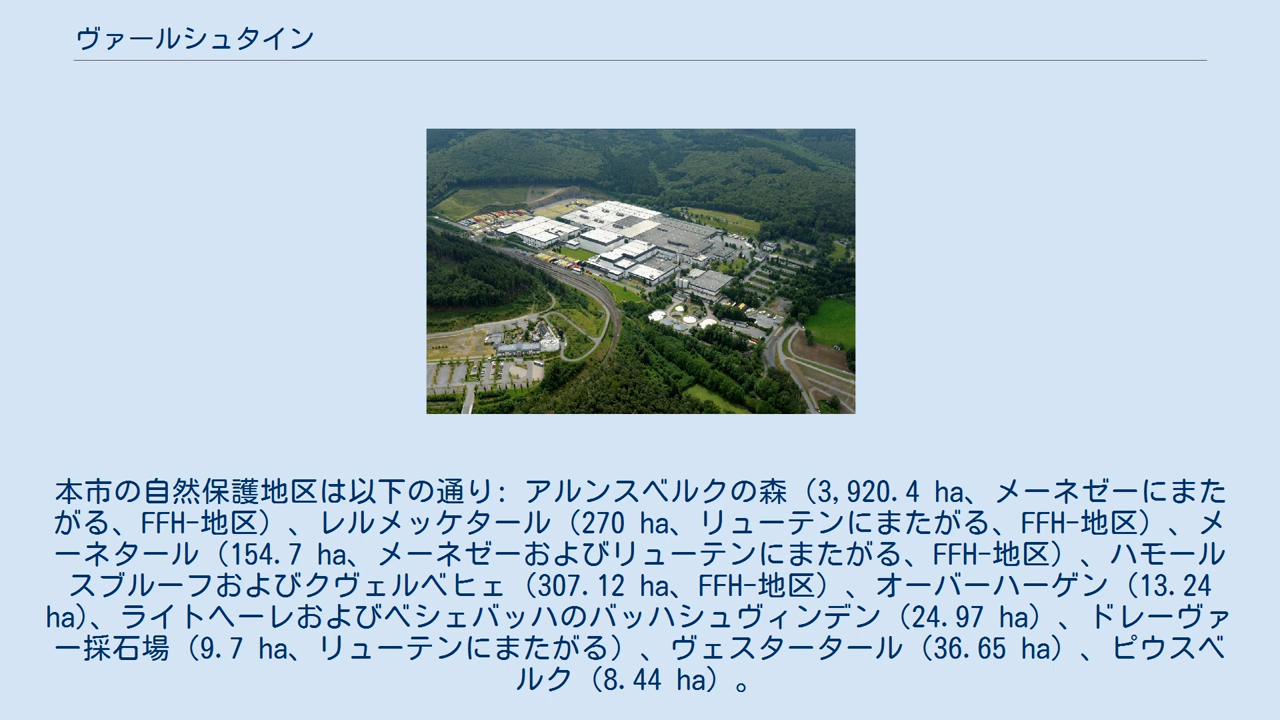 ヴァールシュタイン
本市の自然保護地区は以下の通り: アルンスベルクの森（3,920.4 ha、メーネゼーにまた
がる、FFH-地区）、レルメッケタール（270 ha、リューテンにまたがる、FFH-地区）、メ
ーネタール（154.7 ha、メーネゼーおよびリューテンにまたがる、FFH-地区）、ハモール
スブルーフおよびクヴェルベヒェ（307.12 ha、FFH-地区）、オーバーハーゲン（13.24
ha)、ライトヘーレおよびベシェバッハのバッハシュヴィンデン（24.97 ha）、ドレーヴァ
ー採石場（9.7 ha、リューテンにまたがる）、ヴェスタータール（36.65 ha）、ピウスベ
ルク（8.44 ha）。